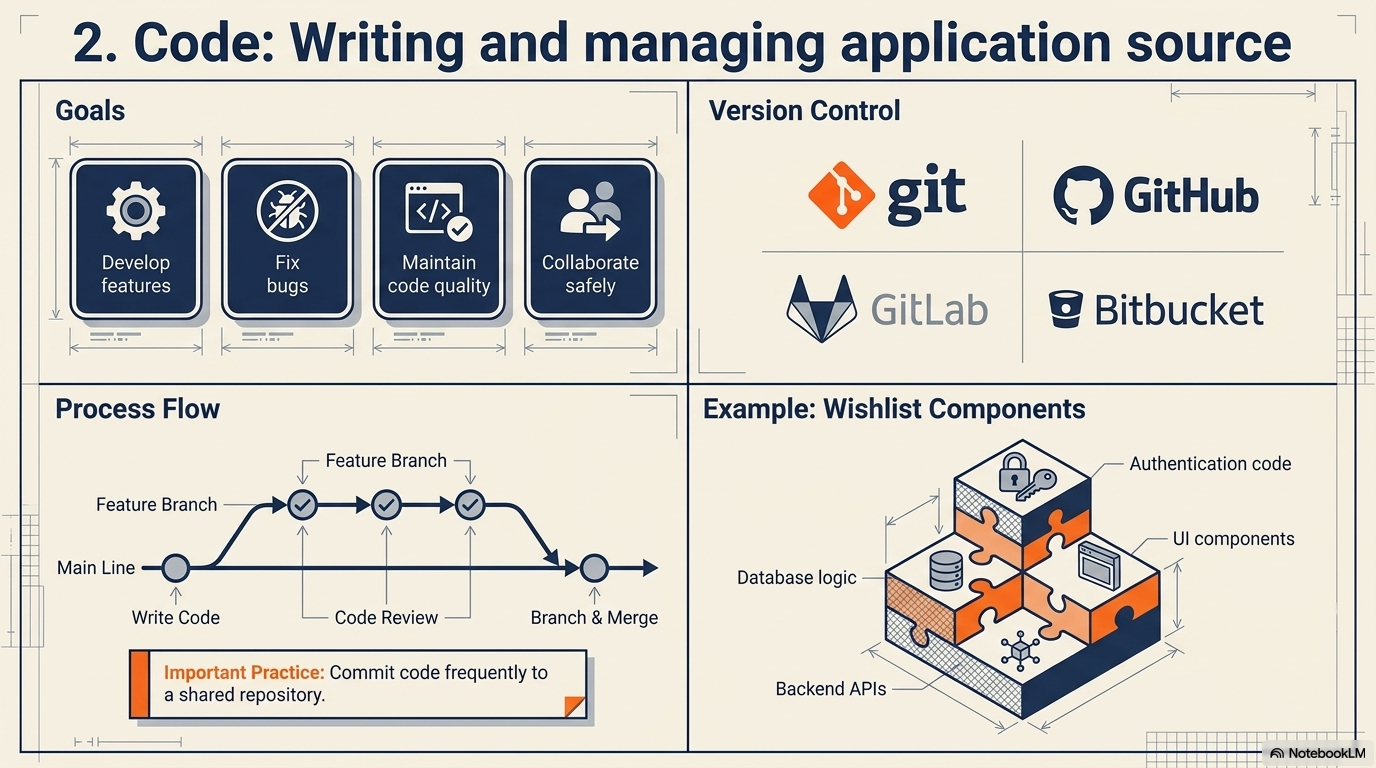 2. Code: Writing and managing application source
Goals
Develop
features
Fix
bugs
Maintain
code quality
Collaborate
safely
Version Control
git
GitHub
GitLab
Bitbucket
Process Flow
Feature Branch
Feature Branch
Main Line
Write Code
Code Review
Branch & Merge
Important Practice: Commit code frequently to
a shared repository.
Example: Wishlist Components
Authentication code
UI components
Database logic
Backend APIs
NotebookLM